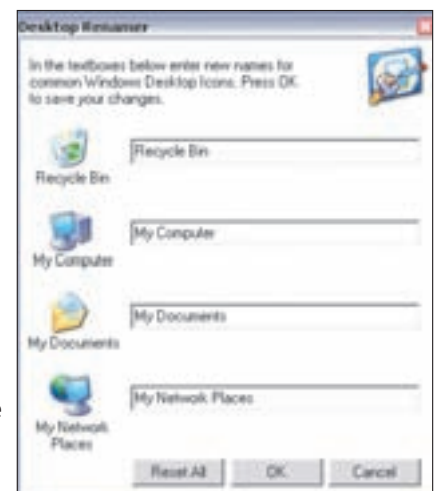 Desktop Renamer
In the textboxes below enter new names for
common Windows Desktop Icons. Press OK
to save your changes.
Recycle Bin
Recycle Bin
My Computer
My Computer
My Documents
My Documents
My Network Places
e
My Network
Places
Reset All OK Cancel